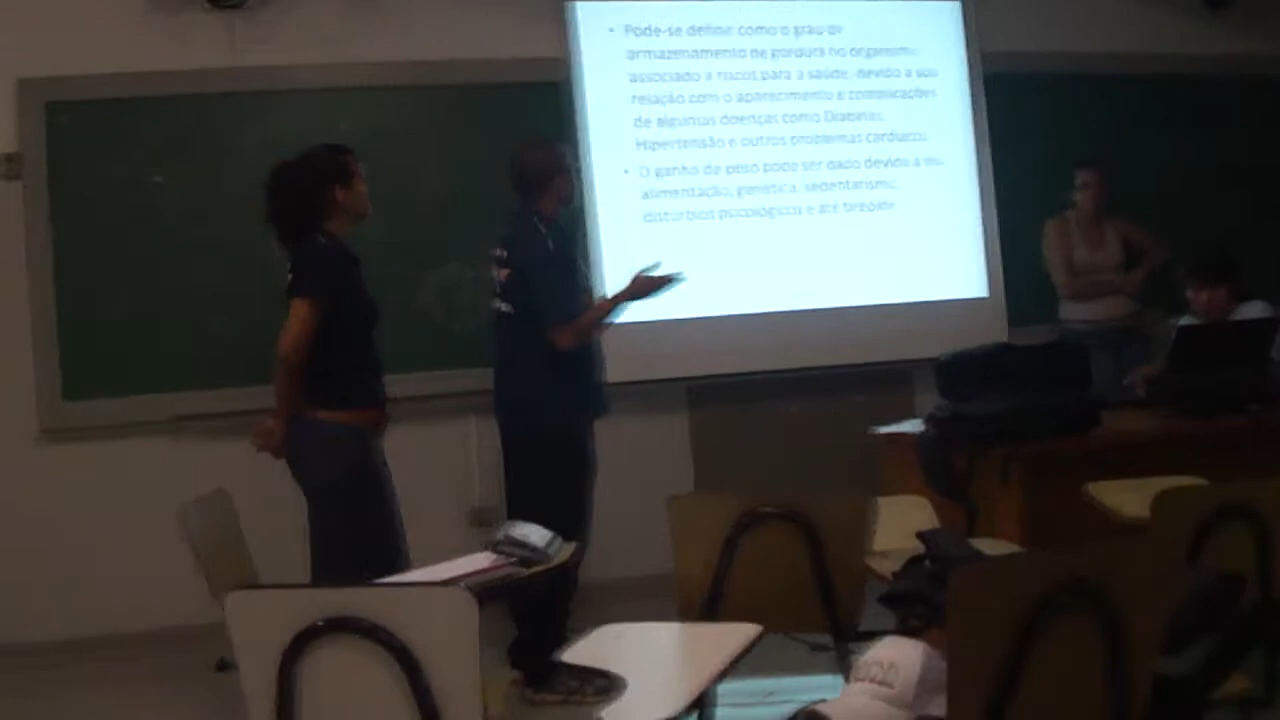 • Pode-se definir como o grau de
armazenamento de gordura no organismo
associado a riscos para a saúde, devido a sua
relação com o aparecimento e complicações
de algumas doenças como Diabetes,
Hipertensão e outros problemas cardíacos.
• O ganho de peso pode ser dado devido a má
alimentação, genética, sedentarismo,
distúrbios psicológicos e até tireóide